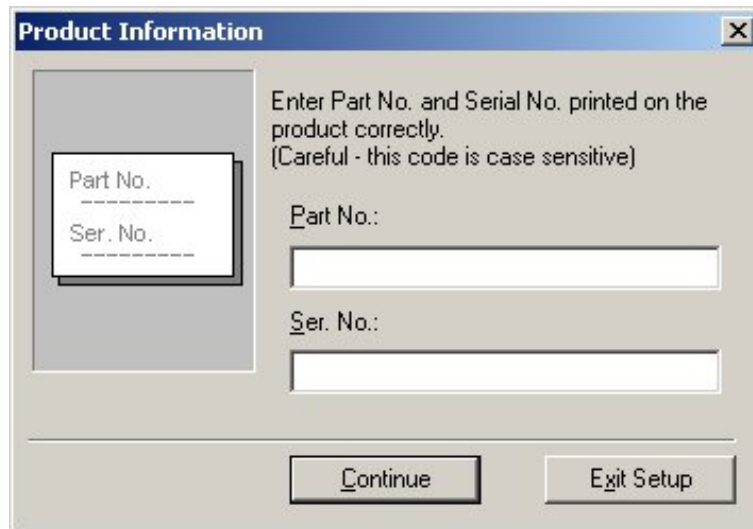 Product Information
Enter Part No. and Serial No. printed on the
product correctly.
(Careful - this code is case sensitive)
Part No.
Ser. No.
Part No.:
Ser. No.:
Continue
Exit Setup